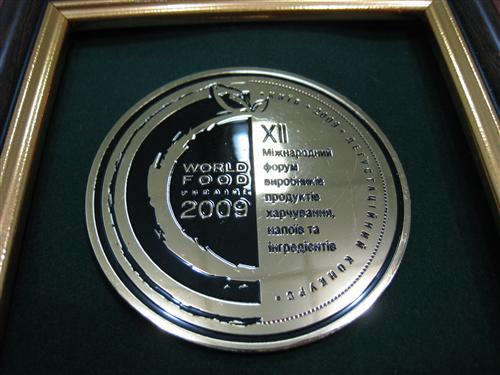 WORLD
FOOD
UKRAINE
2009
XII
Міжнародний
форум
виробників
продуктів
харчування,
напоїв та
інгредієнтів
2009 • ДЕГУСТАЦІЙНИЙ КОНКУРС •